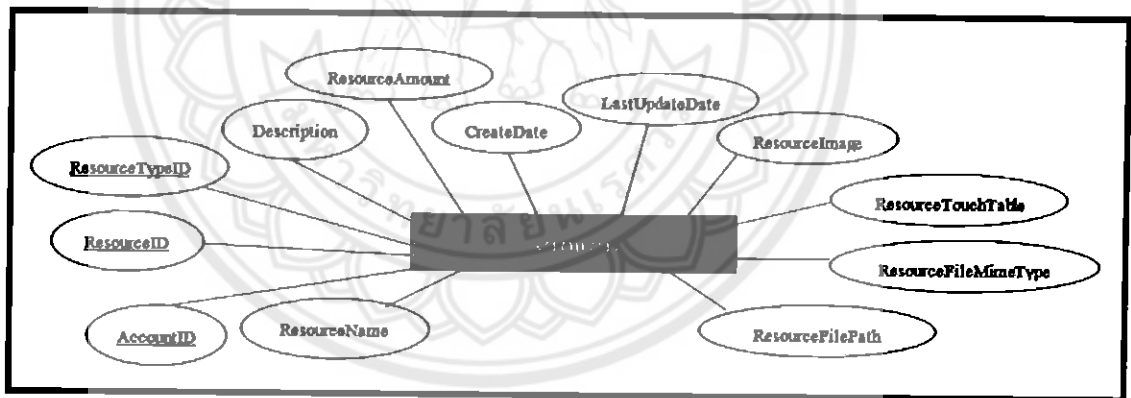 ResourceAmount
LastUpdateDate
Description
CreateDate
ResourceImage
ResourceTypeID
ResourceTouchTable
ResourceID
ResourceFileMimeType
AccountID
ResourceName
ResourceFilePath